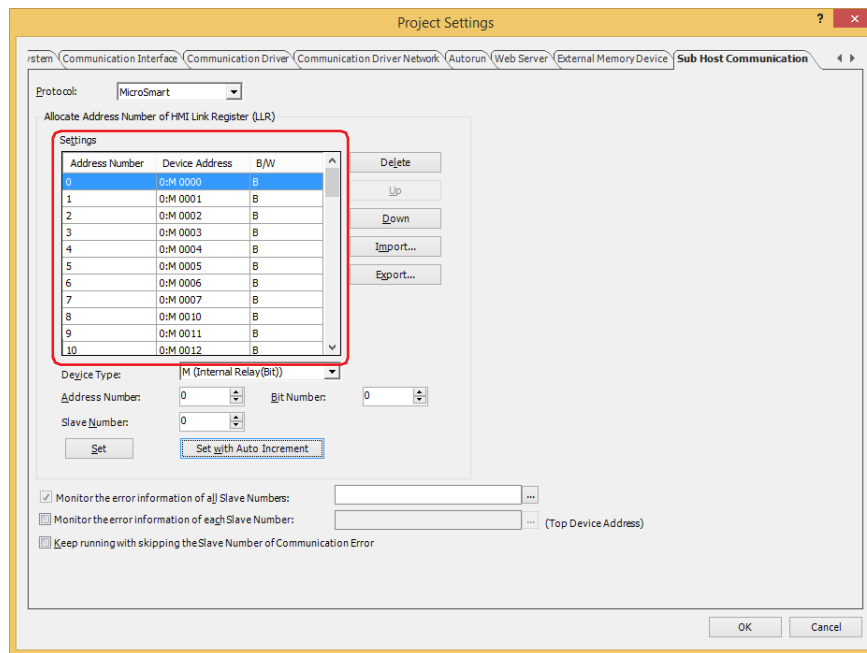 Project Settings
? ×
stem Communication Interface Communication Driver Communication Driver Network Autorun Web Server External Memory Device Sub Host Communication
Protocol: MicroSmart
Allocate Address Number of HMI Link Register (LLR)
Settings
Address Number Device Address B/W
0 0:M 0000 B
1 0:M 0001 B
2 0:M 0002 B
3 0:M 0003 B
4 0:M 0004 B
5 0:M 0005 B
6 0:M 0006 B
7 0:M 0007 B
8 0:M 0010 B
9 0:M 0011 B
10 0:M 0012 B
Delete
Up
Down
Import...
Export...
Device Type: M (Internal Relay(Bit))
Address Number: 0 Bit Number: 0
Slave Number: 0
Set Set with Auto Increment
Monitor the error information of all Slave Numbers: ...
Monitor the error information of each Slave Number: ... (Top Device Address)
Keep running with skipping the Slave Number of Communication Error
OK Cancel